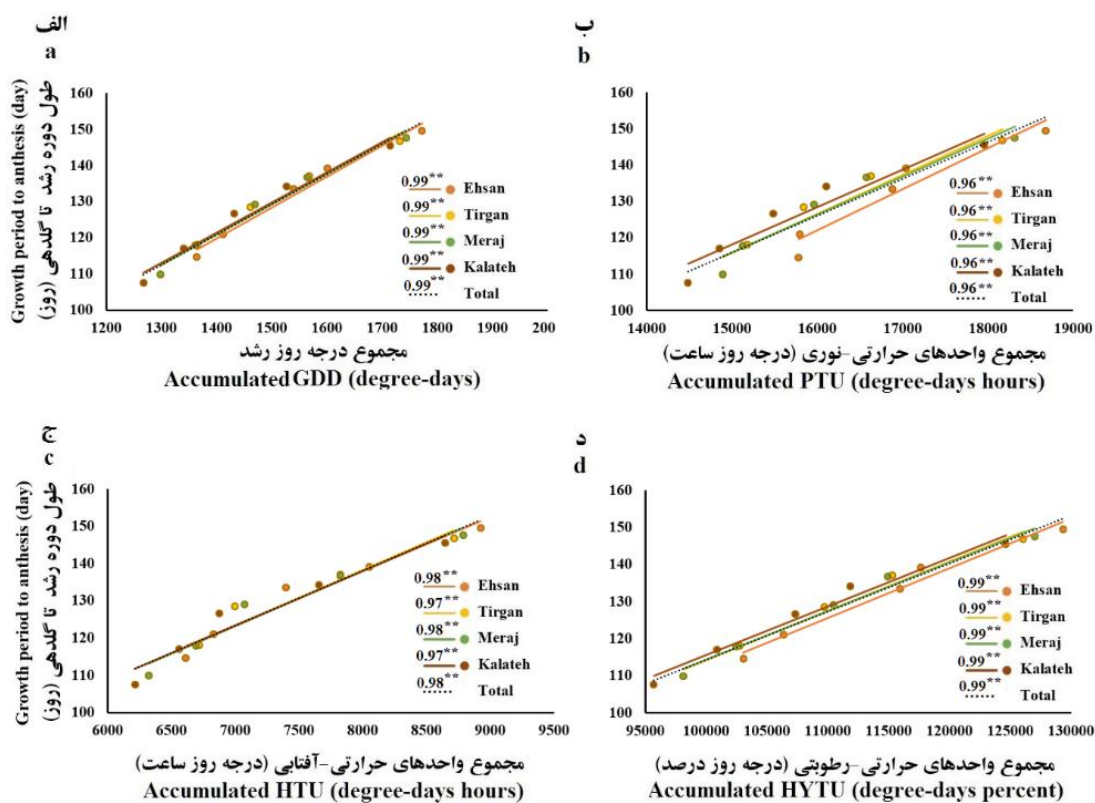 الف
a
Growth period to anthesis (day)
طول دوره رشد تا گلدهی (روز)
160
150
140
130
120
110
100
1200 1300 1400 1500 1600 1700 1800 1900 200
0.99** Ehsan
0.99** Tirgan
0.99** Meraj
0.99** Kalateh
0.99** Total
مجموع درجه روز رشد
Accumulated GDD (degree-days)
ب
b
160
150
140
130
120
110
100
14000 15000 16000 17000 18000 19000
0.96** Ehsan
0.96** Tirgan
0.96** Meraj
0.96** Kalateh
0.96** Total
مجموع واحدهای حرارتی-نوری (درجه روز ساعت)
Accumulated PTU (degree-days hours)
ج
c
Growth period to anthesis (day)
طول دوره رشد تا گلدهی (روز)
160
150
140
130
120
110
100
6000 6500 7000 7500 8000 8500 9000 9500
0.98** Ehsan
0.97** Tirgan
0.98** Meraj
0.97** Kalateh
0.98** Total
مجموع واحدهای حرارتی-آفتابی (درجه روز ساعت)
Accumulated HTU (degree-days hours)
د
d
160
150
140
130
120
110
100
95000 100000 105000 110000 115000 120000 125000 130000
0.99** Ehsan
0.99** Tirgan
0.99** Meraj
0.99** Kalateh
0.99** Total
مجموع واحدهای حرارتی-رطوبتی (درجه روز درصد)
Accumulated HYTU (degree-days percent)